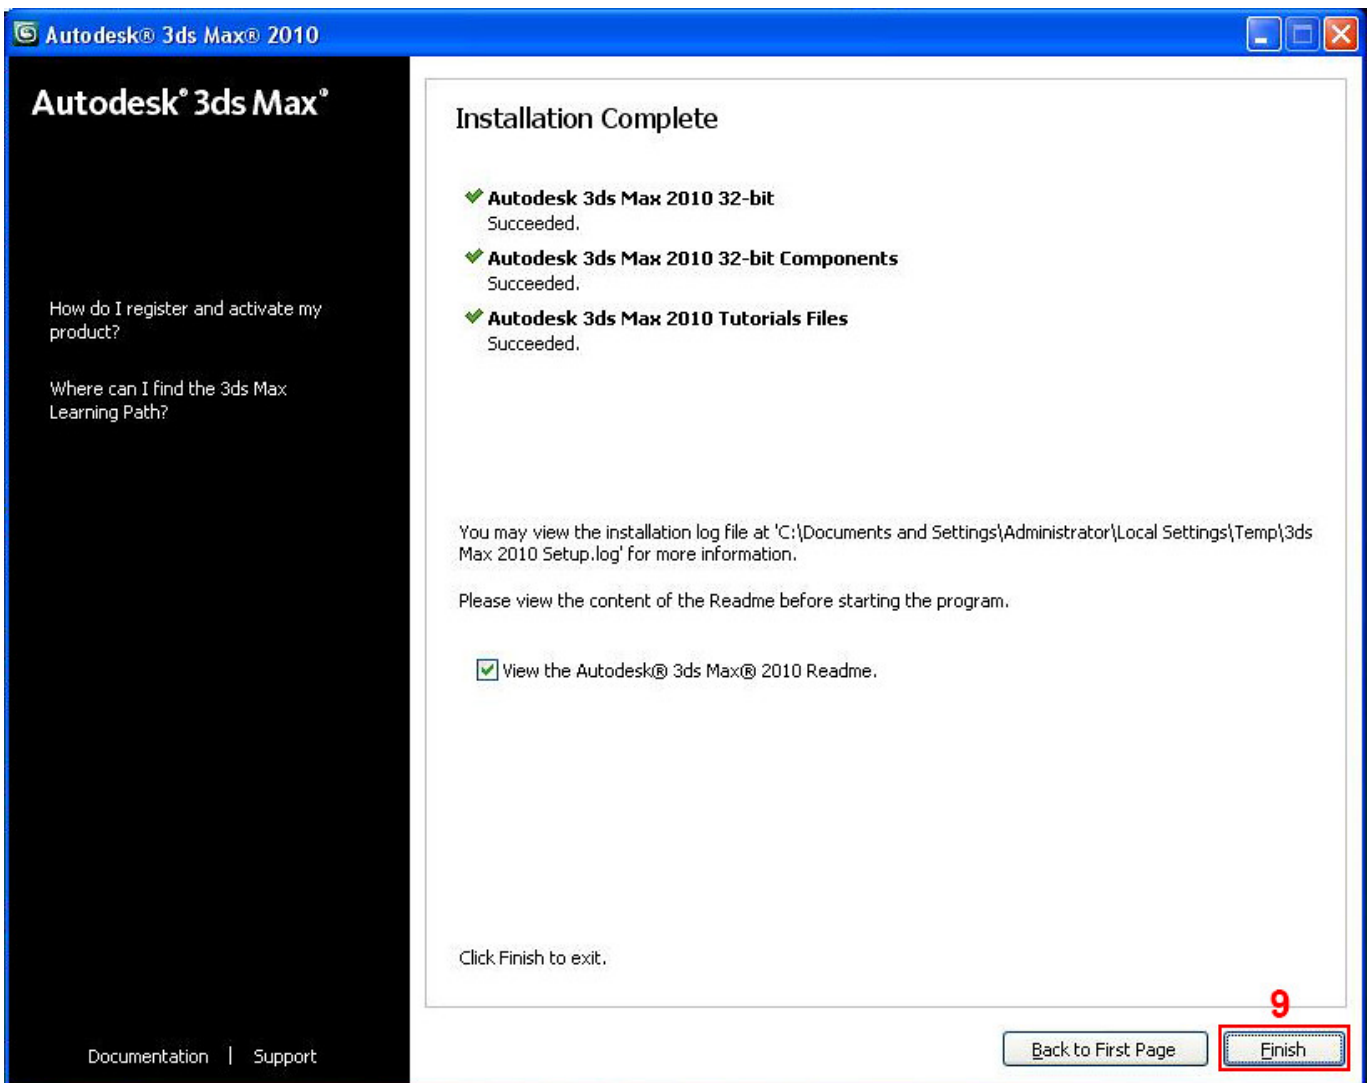 Autodesk® 3ds Max® 2010
Autodesk® 3ds Max®
How do I register and activate my
product?
Where can I find the 3ds Max
Learning Path?
Documentation | Support
Installation Complete
Autodesk 3ds Max 2010 32-bit
Succeeded.
Autodesk 3ds Max 2010 32-bit Components
Succeeded.
Autodesk 3ds Max 2010 Tutorials Files
Succeeded.
You may view the installation log file at 'C:\Documents and Settings\Administrator\Local Settings\Temp\3ds
Max 2010 Setup.log' for more information.
Please view the content of the Readme before starting the program.
View the Autodesk® 3ds Max® 2010 Readme.
Click Finish to exit.
9
Back to First Page
Finish